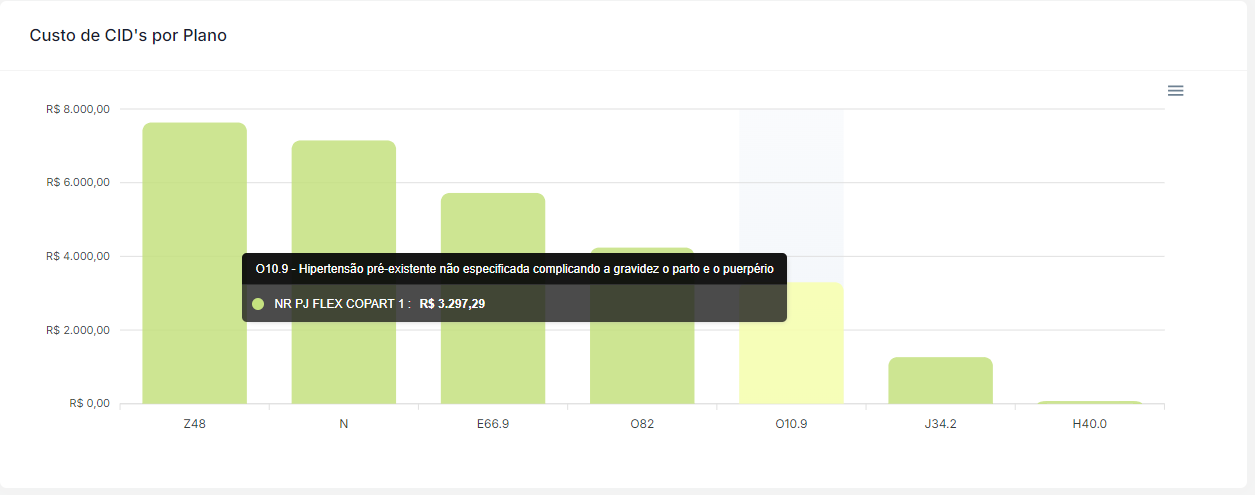 Custo de CID's por Plano
R$ 8.000,00
R$ 6.000,00
R$ 4.000,00
R$ 2.000,00
R$ 0,00
O10.9 - Hipertensão pré-existente não especificada complicando a gravidez o parto e o puerpério
NR PJ FLEX COPART 1 : R$ 3.297,29
Z48 N E66.9 O82 O10.9 J34.2 H40.0